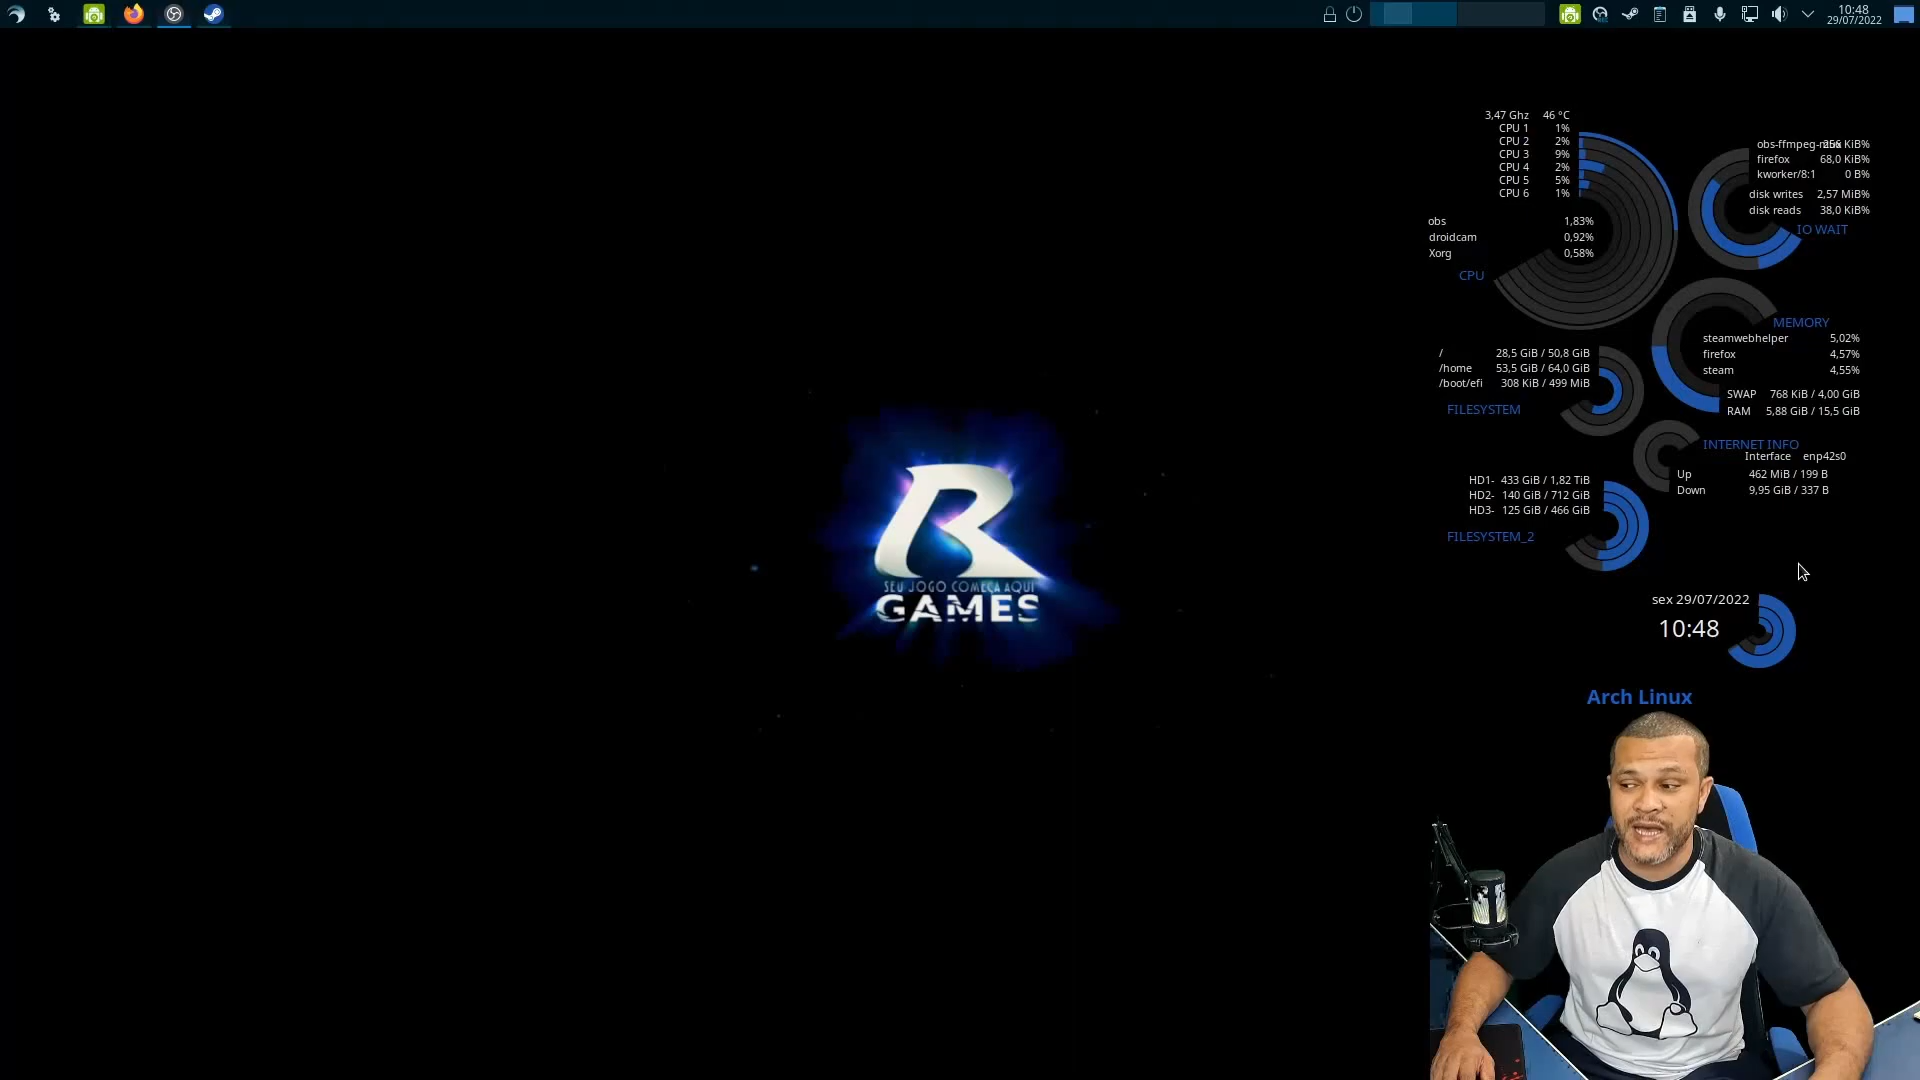 10:48
29/07/2022
3,47 Ghz 46 °C
CPU 1 1%
CPU 2 2%
CPU 3 9%
CPU 4 2%
CPU 5 5%
CPU 6 1%
obs 1,83%
droidcam 0,92%
Xorg 0,58%
CPU
firefox 68,0 KiB%
kworker/8:1 0 B%
disk writes 2,57 MiB%
disk reads 38,0 KiB%
IO WAIT
MEMORY
steamwebhelper 5,02%
firefox 4,57%
steam 4,55%
SWAP 768 KiB / 4,00 GiB
RAM 5,88 GiB / 15,5 GiB
/ 28,5 GiB / 50,8 GiB
/home 53,5 GiB / 64,0 GiB
/boot/efi 308 KiB / 499 MiB
FILESYSTEM
INTERNET INFO
Interface enp42s0
Up 462 MiB / 199 B
Down 9,95 GiB / 337 B
HD1- 433 GiB / 1,82 TiB
HD2- 140 GiB / 712 GiB
HD3- 125 GiB / 466 GiB
FILESYSTEM_2
R
SEU JOGO COMEÇA AQUI
GAMES
sex 29/07/2022
10:48
Arch Linux